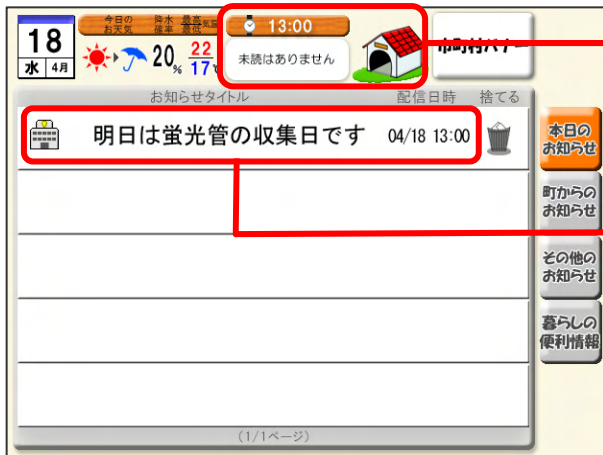 18
水 4月
今日の
お天気
降水
確率
最高
最低
気温
20%
22
17℃
13:00
未読はありません
市町村バナー
お知らせタイトル 配信日時 捨てる
明日は蛍光管の収集日です 04/18 13:00
本日の
お知らせ
町からの
お知らせ
その他の
お知らせ
暮らしの
便利情報
(1/1ページ)